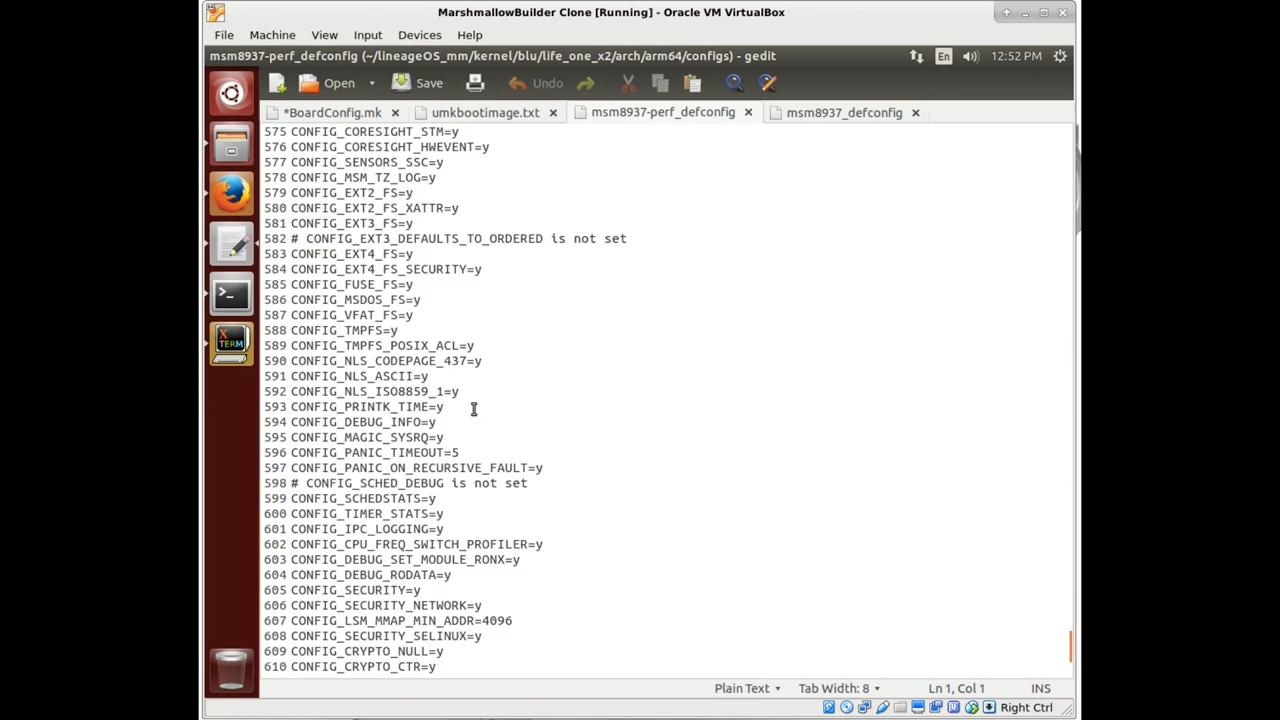 MarshmallowBuilder Clone [Running] - Oracle VM VirtualBox
File Machine View Input Devices Help
msm8937-perf_defconfig (~/lineageOS_mm/kernel/blu/life_one_x2/arch/arm64/configs) - gedit En 12:52 PM
Open Save Undo
*BoardConfig.mk umkbootimage.txt msm8937-perf_defconfig msm8937_defconfig
575 CONFIG_CORESIGHT_STM=y
576 CONFIG_CORESIGHT_HWEVENT=y
577 CONFIG_SENSORS_SSC=y
578 CONFIG_MSM_TZ_LOG=y
579 CONFIG_EXT2_FS=y
580 CONFIG_EXT2_FS_XATTR=y
581 CONFIG_EXT3_FS=y
582 # CONFIG_EXT3_DEFAULTS_TO_ORDERED is not set
583 CONFIG_EXT4_FS=y
584 CONFIG_EXT4_FS_SECURITY=y
585 CONFIG_FUSE_FS=y
586 CONFIG_MSDOS_FS=y
587 CONFIG_VFAT_FS=y
588 CONFIG_TMPFS=y
589 CONFIG_TMPFS_POSIX_ACL=y
590 CONFIG_NLS_CODEPAGE_437=y
591 CONFIG_NLS_ASCII=y
592 CONFIG_NLS_ISO8859_1=y
593 CONFIG_PRINTK_TIME=y
594 CONFIG_DEBUG_INFO=y
595 CONFIG_MAGIC_SYSRQ=y
596 CONFIG_PANIC_TIMEOUT=5
597 CONFIG_PANIC_ON_RECURSIVE_FAULT=y
598 # CONFIG_SCHED_DEBUG is not set
599 CONFIG_SCHEDSTATS=y
600 CONFIG_TIMER_STATS=y
601 CONFIG_IPC_LOGGING=y
602 CONFIG_CPU_FREQ_SWITCH_PROFILER=y
603 CONFIG_DEBUG_SET_MODULE_RONX=y
604 CONFIG_DEBUG_RODATA=y
605 CONFIG_SECURITY=y
606 CONFIG_SECURITY_NETWORK=y
607 CONFIG_LSM_MMAP_MIN_ADDR=4096
608 CONFIG_SECURITY_SELINUX=y
609 CONFIG_CRYPTO_NULL=y
610 CONFIG_CRYPTO_CTR=y
X TERM
Plain Text Tab Width: 8 Ln 1, Col 1 INS
Right Ctrl